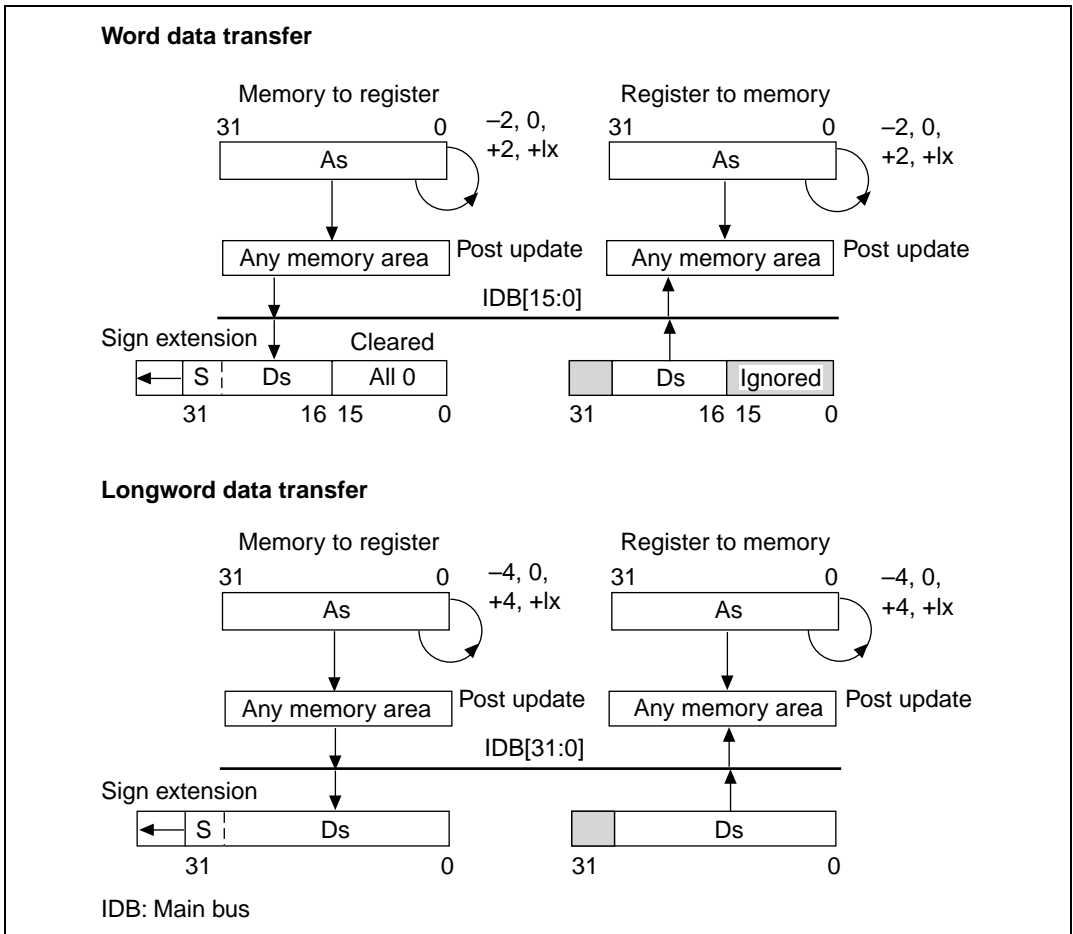 Word data transfer
Memory to register
31 0
–2, 0,
+2, +Ix
As
Any memory area
Post update
Register to memory
31 0
–2, 0,
+2, +Ix
As
Any memory area
Post update
IDB[15:0]
Sign extension
Cleared
S Ds All 0
31 16 15 0
Ds Ignored
31 16 15 0
Longword data transfer
Memory to register
31 0
–4, 0,
+4, +Ix
As
Any memory area
Post update
Register to memory
31 0
–4, 0,
+4, +Ix
As
Any memory area
Post update
IDB[31:0]
Sign extension
S Ds
31 0
Ds
31 0
IDB: Main bus